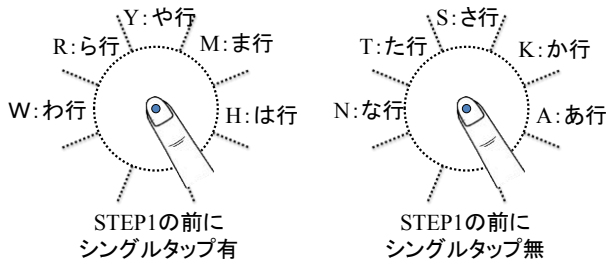 Y:や行
R:ら行
M:ま行
W:わ行
H:は行
STEP1の前に
シングルタップ有
S:さ行
T:た行
K:か行
N:な行
A:あ行
STEP1の前に
シングルタップ無